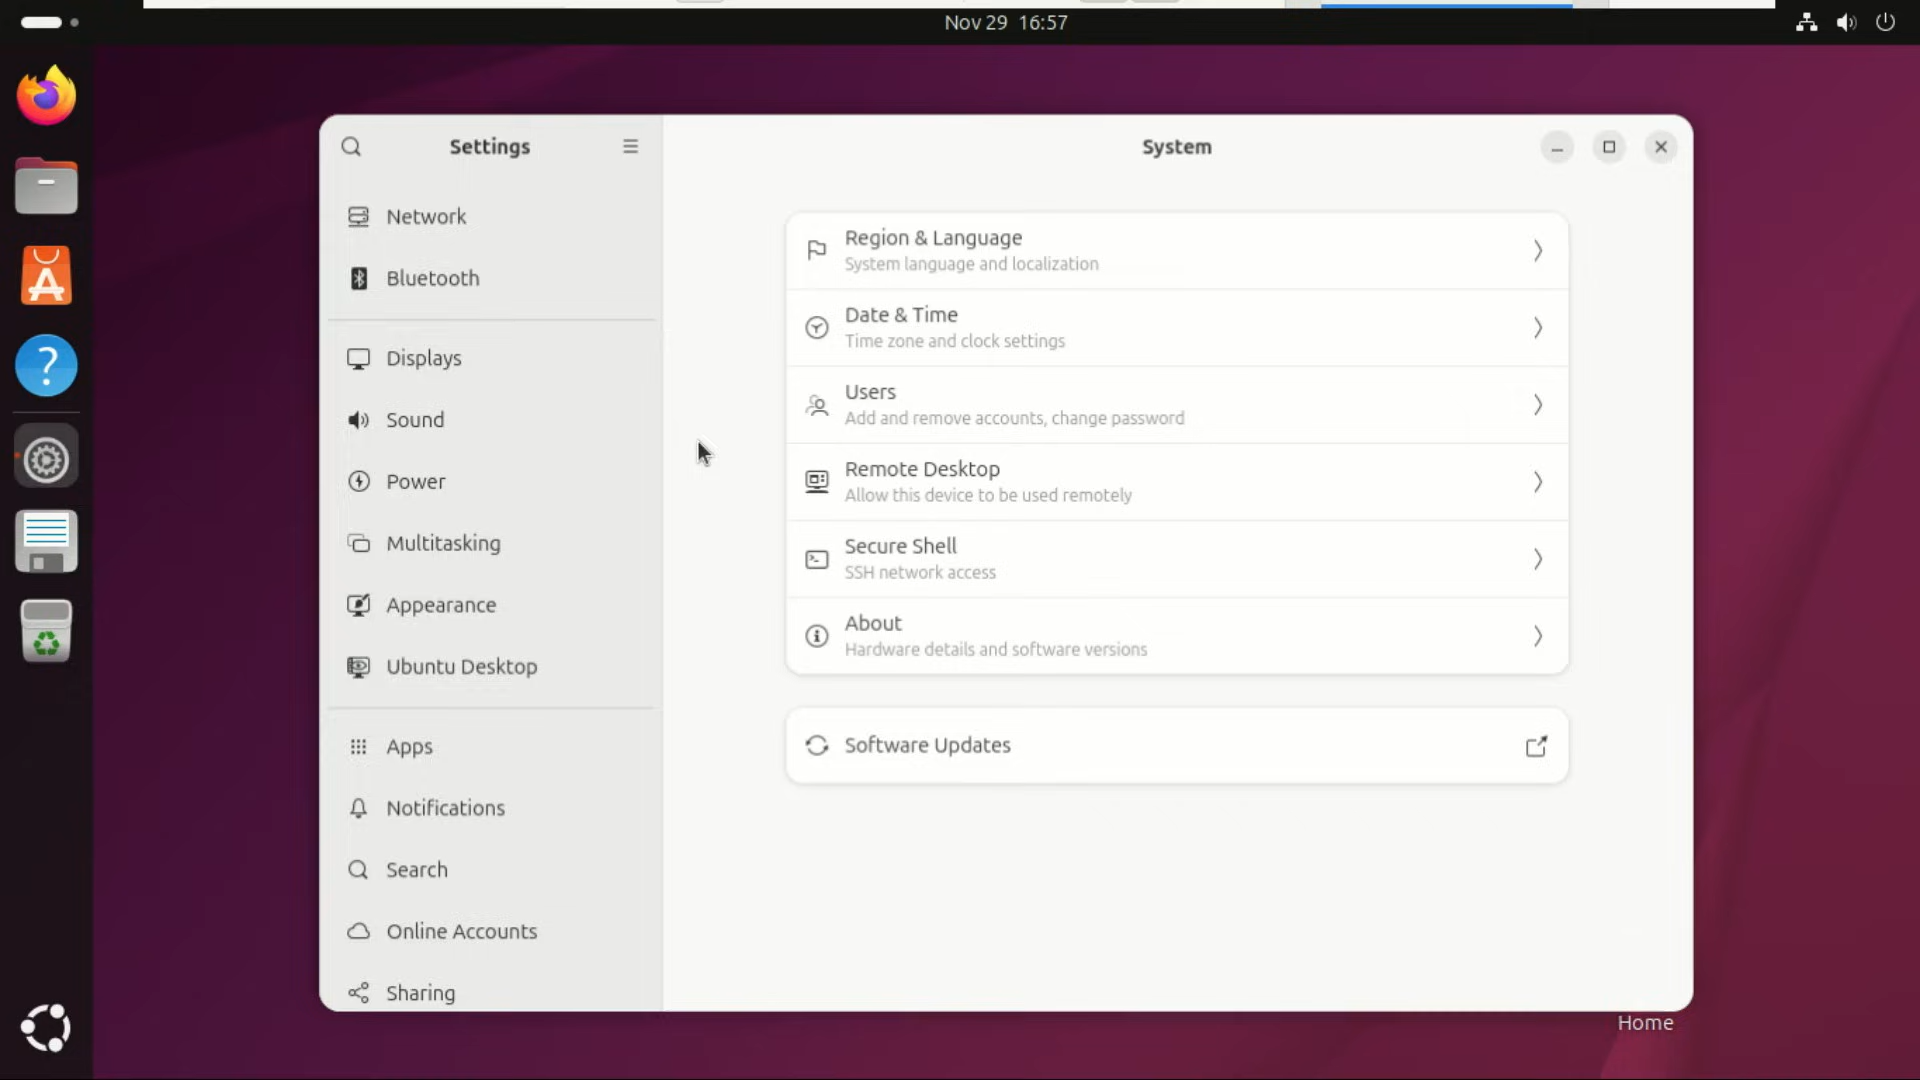 Nov 29 16:57
Settings
System
Network
Bluetooth
Displays
Sound
Power
Multitasking
Appearance
Ubuntu Desktop
Apps
Notifications
Search
Online Accounts
Sharing
Region & Language
System language and localization
Date & Time
Time zone and clock settings
Users
Add and remove accounts, change password
Remote Desktop
Allow this device to be used remotely
Secure Shell
SSH network access
About
Hardware details and software versions
Software Updates
Home